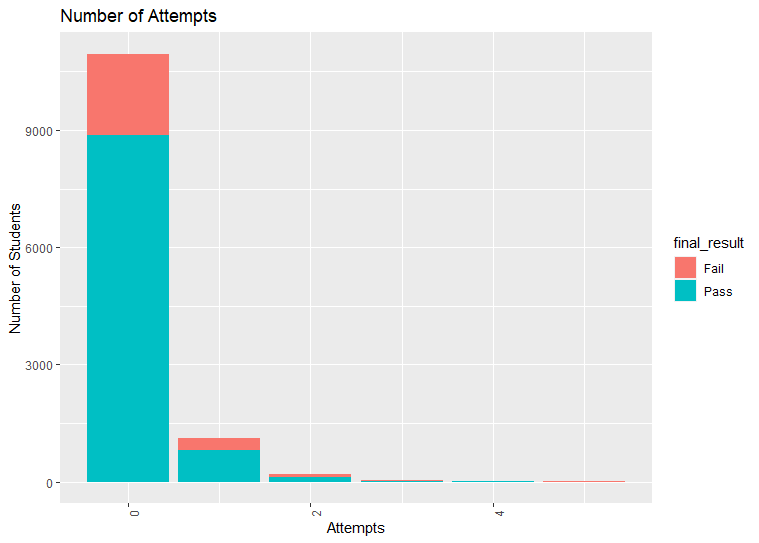 Number of Attempts
9000
6000
3000
0
Number of Students
0
2
4
Attempts
final_result
Fail
Pass